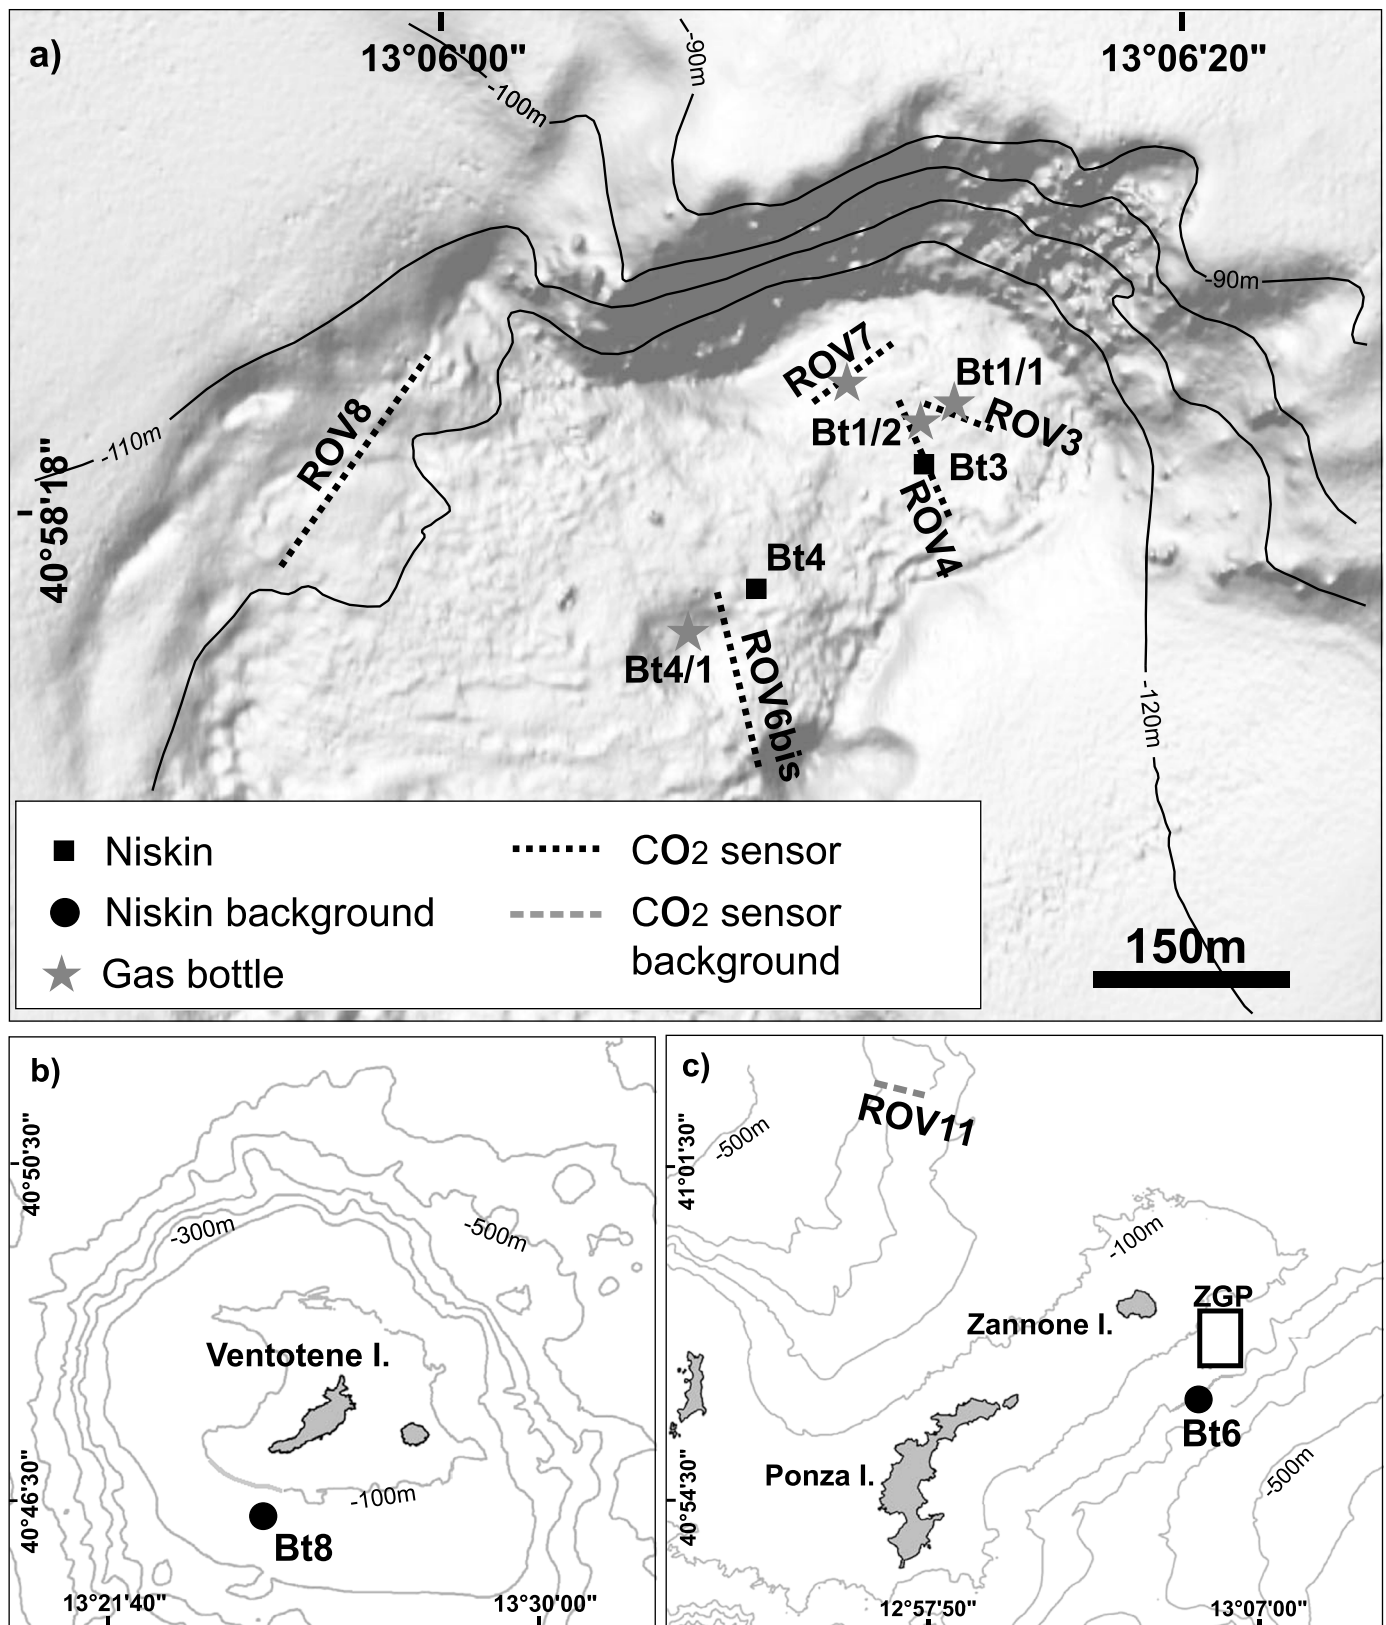 a)
13°06'00"
13°06'20"
-90m
-100m
-90m
-110m
40°58'18"
ROV8
ROV7
Bt1/1
Bt1/2
ROV3
Bt3
ROV4
Bt4
Bt4/1
ROV6bis
-120m
Niskin
Niskin background
Gas bottle
CO2 sensor
CO2 sensor
background
150m
b)
40°50'30"
-300m
-500m
Ventotene I.
40°46'30"
-100m
Bt8
13°21'40"
13°30'00"
c)
ROV11
-500m
41°01'30"
-100m
ZGP
Zannone I.
Bt6
Ponza I.
-500m
40°54'30"
12°57'50"
13°07'00"